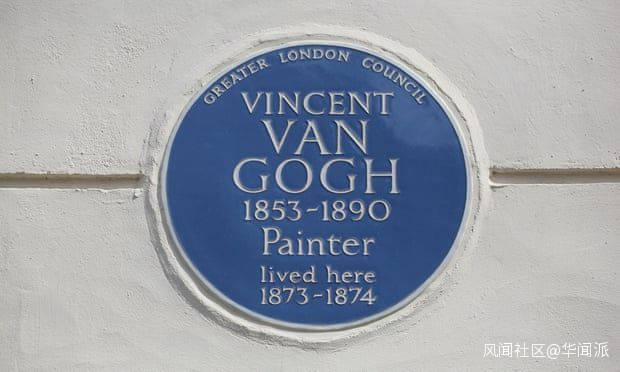 GREATER LONDON COUNCIL
VINCENT
VAN
GOGH
1853-1890
Painter
lived here
1873-1874
风闻社区@华闻派